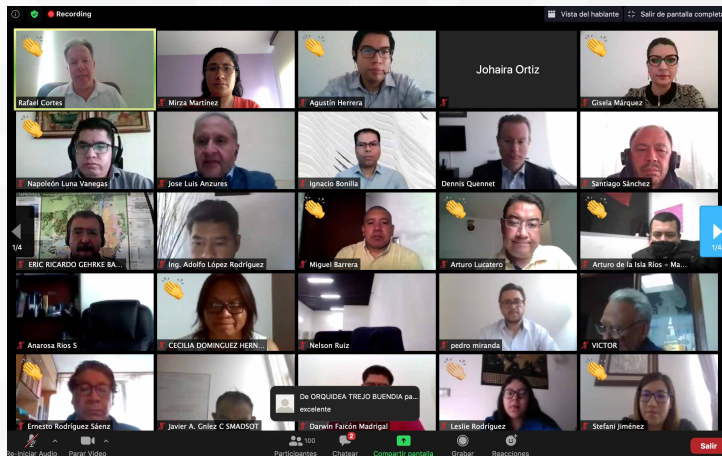 Recording
Vista del hablante
Salir de pantalla completa
Rafael Cortes
Mirza Martínez
Agustín Herrera
Johaira Ortiz
Gisela Márquez
Napoleón Luna Vanegas
Jose Luis Anzures
Ignacio Bonilla
Dennis Quennet
Santiago Sánchez
1/4
1/4
ERIC RICARDO GEHRKE BA...
Ing. Adolfo López Rodríguez
Miguel Barrera
Arturo Lucatero
Arturo de la Isla Ríos - Ma...
Anarosa Ríos S
CECILIA DOMINGUEZ HERN...
Nelson Ruiz
pedro miranda
VICTOR
De ORQUIDEA TREJO BUENDIA pa...
excelente
Ernesto Rodríguez Sáenz
Javier A. Gnlez C SMADSOT
Darwin Faicón Madrigal
Leslie Rodríguez
Stefani Jiménez
Re-Iniciar Audio
Parar Video
100
Participantes
2
Chatear
Compartir pantalla
Grabar
Reacciones
Salir